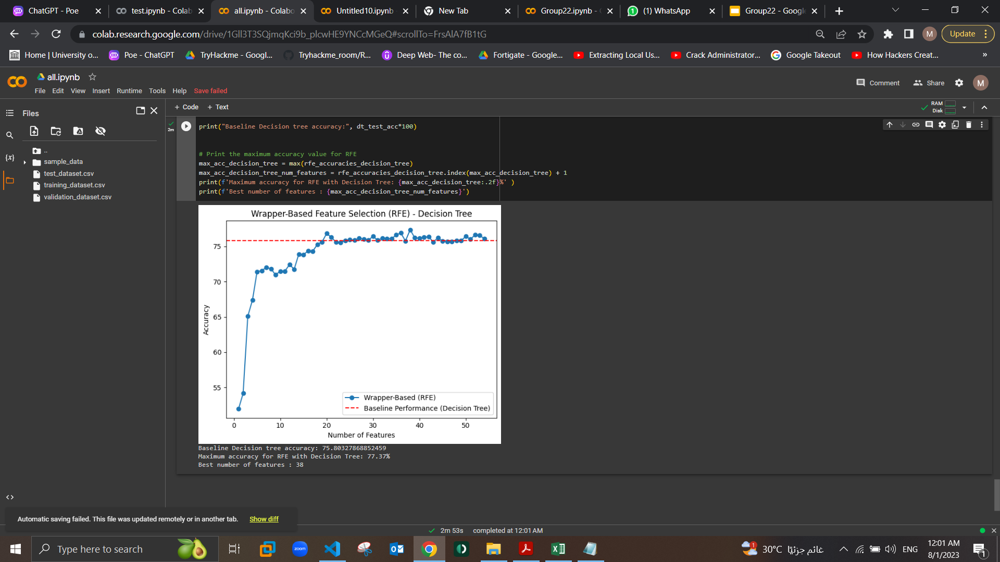 ChatGPT - Poe
test.ipynb - Colab
all.ipynb - Colabo
Untitled10.ipynb
New Tab
Group22.ipynb -
(1) WhatsApp
Group22 - Google
colab.research.google.com/drive/1Gll3T3SQjmqKci9b_plcwHE9YNCcMGeQ#scrollTo=FrsAlA7fB1tG
M
Update
Home | University o...
Poe - ChatGPT
TryHackme - Googl...
Tryhackme_room/R...
Deep Web- The co...
Fortigate - Google...
Extracting Local Us...
Crack Administrator...
Google Takeout
How Hackers Creat...
»
all.ipynb
Comment
Share
M
File Edit View Insert Runtime Tools Help Save failed
Files
+ Code + Text
RAM
Disk
{x}
..
sample_data
test_dataset.csv
training_dataset.csv
validation_dataset.csv
2m
print("Baseline Decision tree accuracy:", dt_test_acc*100)
# Print the maximum accuracy value for RFE
max_acc_decision_tree = max(rfe_accuracies_decision_tree)
max_acc_decision_tree_num_features = rfe_accuracies_decision_tree.index(max_acc_decision_tree) + 1
print(f'Maximum accuracy for RFE with Decision Tree: {max_acc_decision_tree:.2f}%' )
print(f'Best number of features : {max_acc_decision_tree_num_features}')
Wrapper-Based Feature Selection (RFE) - Decision Tree
75
70
65
60
55
Accuracy
Wrapper-Based (RFE)
Baseline Performance (Decision Tree)
0 10 20 30 40 50
Number of Features
Baseline Decision tree accuracy: 75.80327868852459
Maximum accuracy for RFE with Decision Tree: 77.37%
Best number of features : 38
<>
Automatic saving failed. This file was updated remotely or in another tab. Show diff
2m 53s completed at 12:01 AM
Type here to search
zoom
1
30°C غائم جزئيًا
ENG
12:01 AM
8/1/2023
1